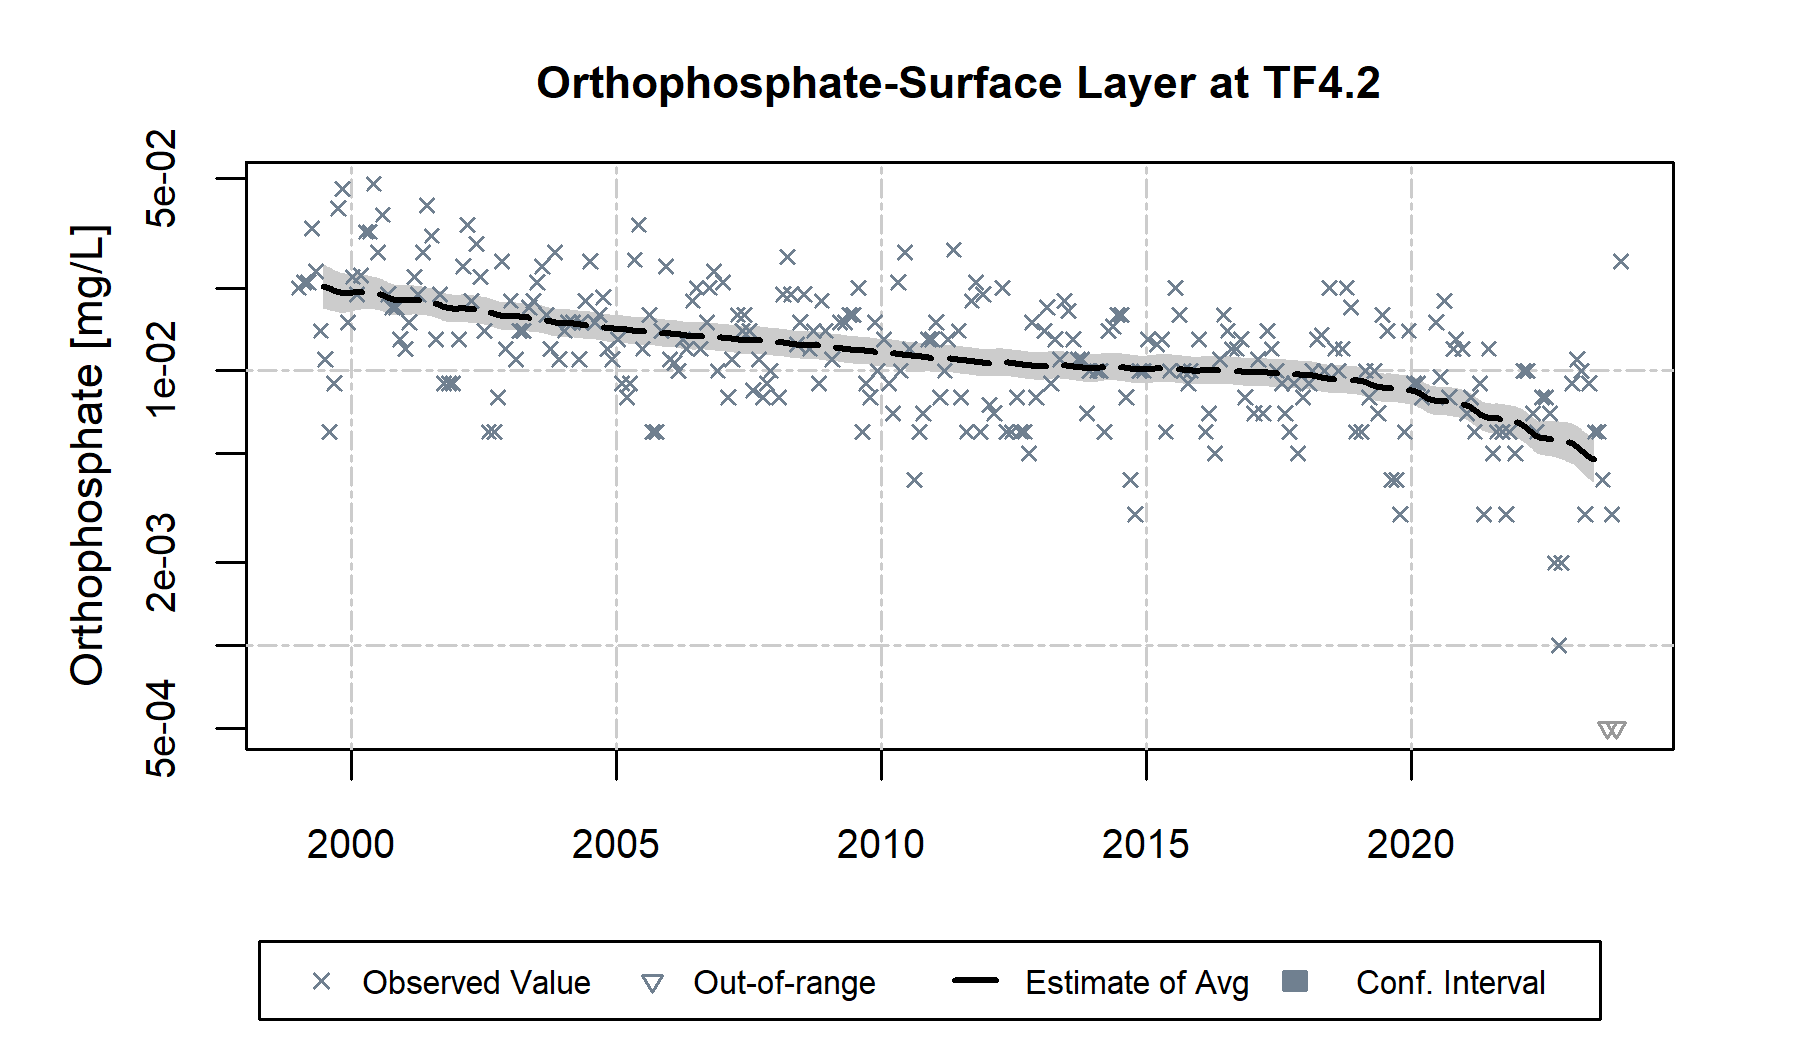 Orthophosphate-Surface Layer at TF4.2
Orthophosphate [mg/L]
5e-02
1e-02
2e-03
5e-04
2000 2005 2010 2015 2020
Observed Value Out-of-range Estimate of Avg Conf. Interval